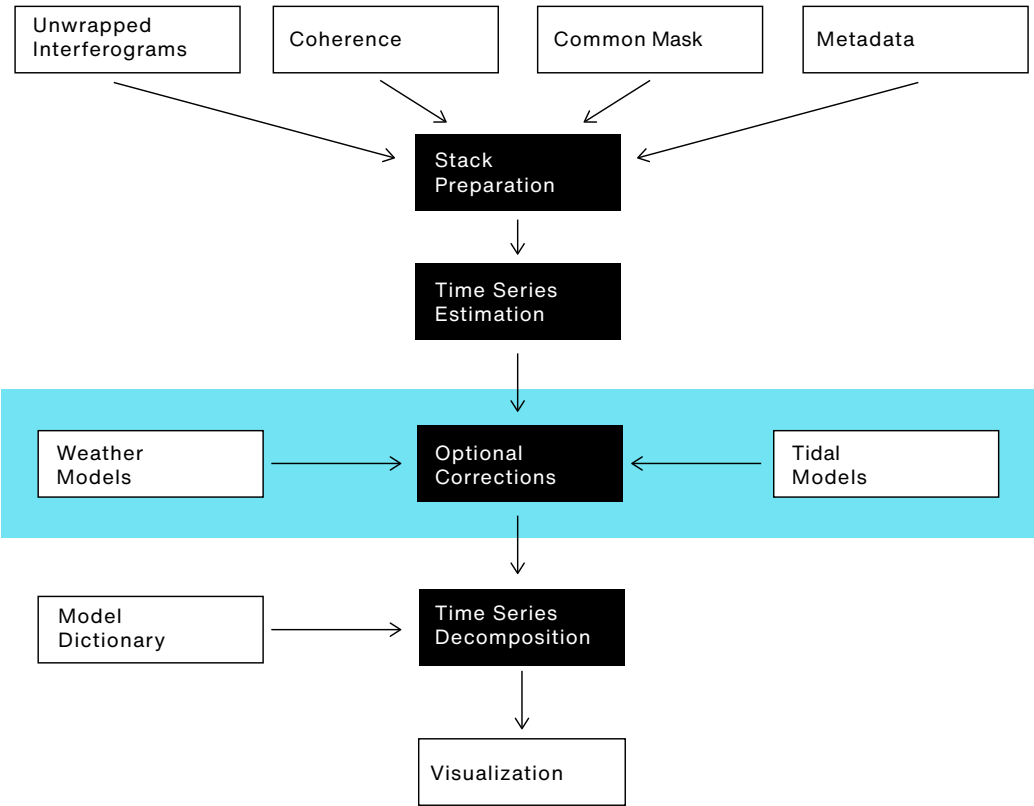 Unwrapped
Interferograms
Coherence
Common Mask
Metadata
Stack
Preparation
Time Series
Estimation
Weather
Models
Optional
Corrections
Tidal
Models
Model
Dictionary
Time Series
Decomposition
Visualization